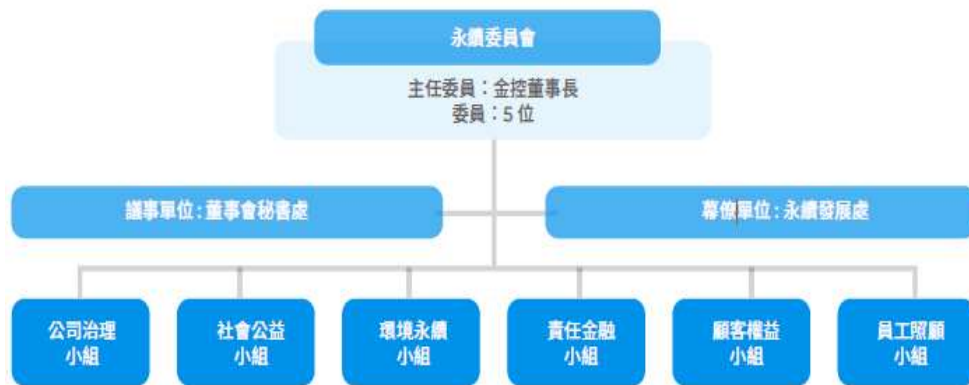 永續委員會
主任委員：金控董事長
委員：5 位
議事單位：董事會秘書處
幕僚單位：永續發展處
公司治理
小組
社會公益
小組
環境永續
小組
責任金融
小組
顧客權益
小組
員工照顧
小組